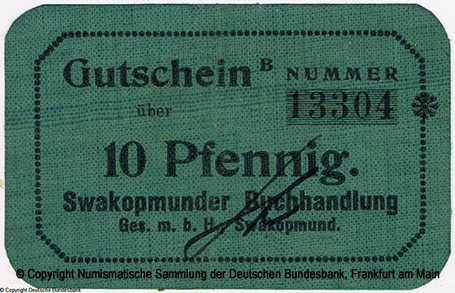 Gutschein B NUMMER
über 13304
10 Pfennig.
Swakopmunder Buchhandlung
Ges. m. b. H., Swakopmund.
© Copyright Numismatische Sammlung der Deutschen Bundesbank, Frankfurt am Main
© Copyright Deutsche Bundesbank